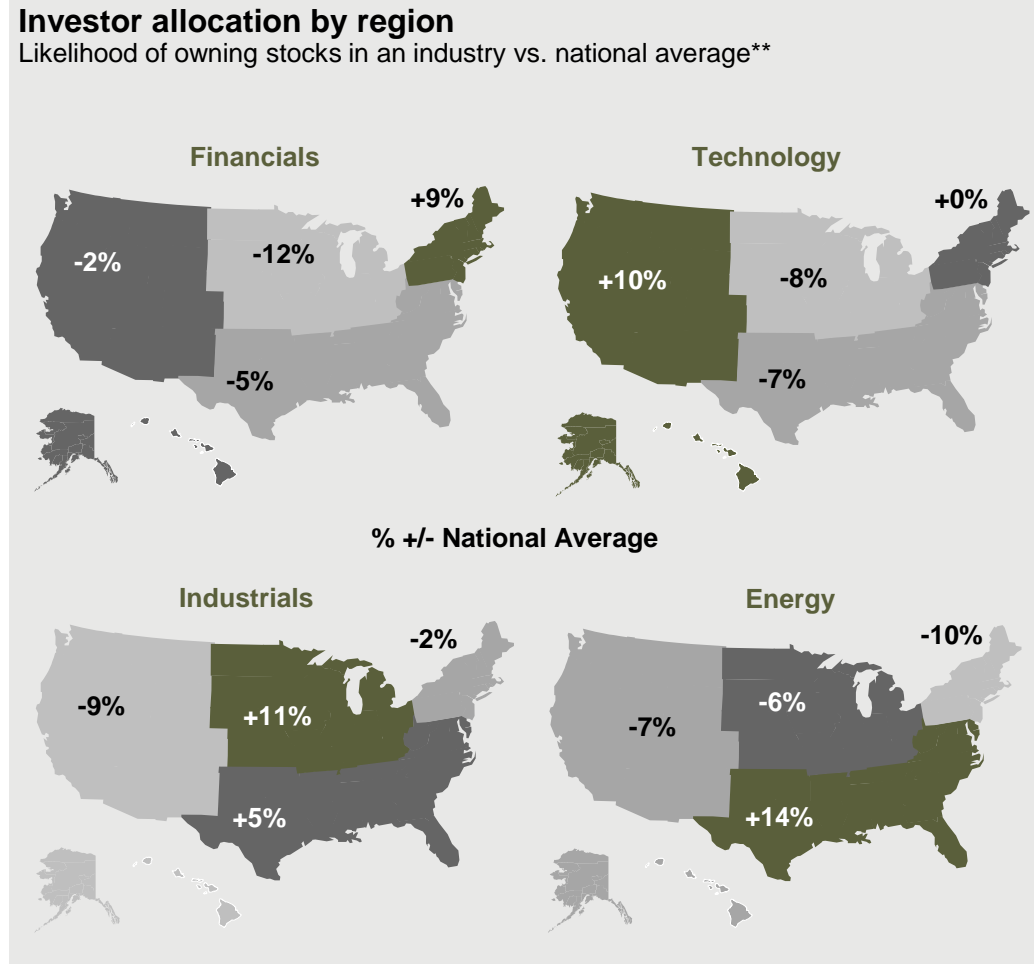 Investor allocation by region
Likelihood of owning stocks in an industry vs. national average**
Financials
+9%
-2%
-12%
-5%
Technology
+0%
+10%
-8%
-7%
% +/- National Average
Industrials
-2%
-9%
+11%
+5%
Energy
-10%
-6%
-7%
+14%